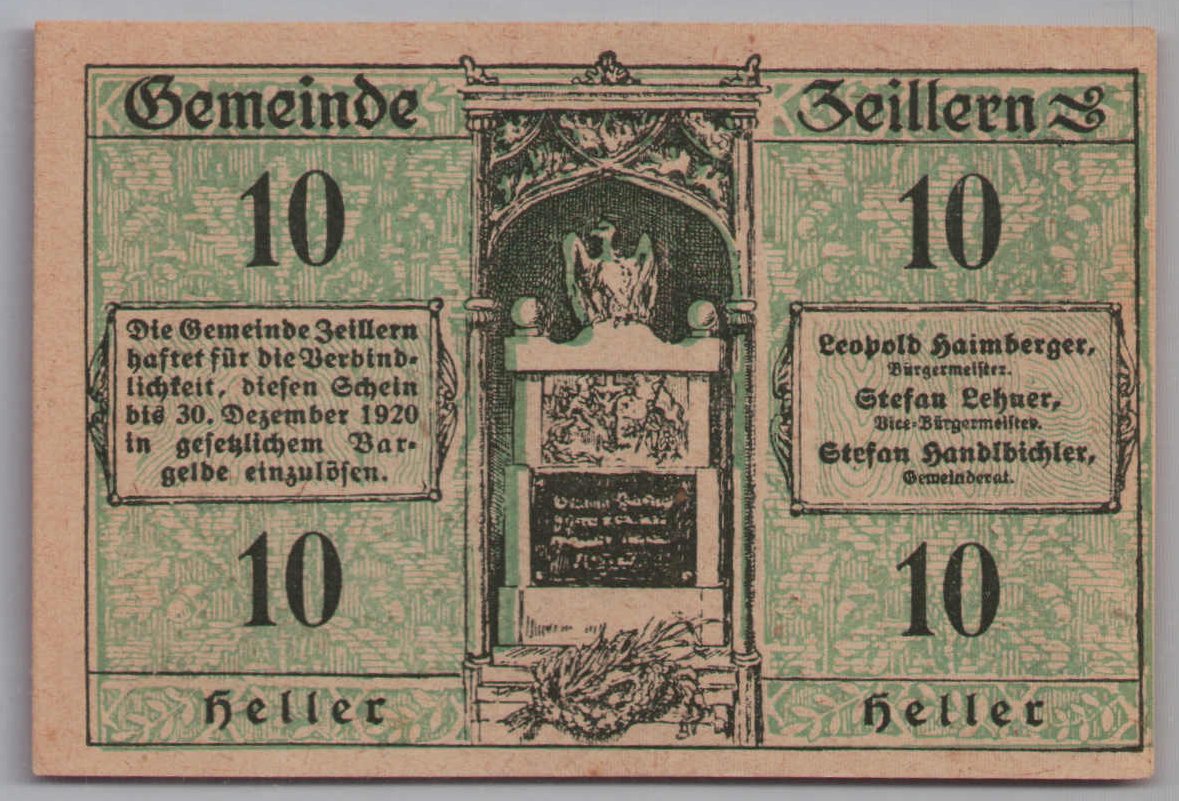 Gemeinde
Zeillern
10
10
Die Gemeinde Zeillern
haftet für die Verbind-
lichkeit, diesen Schein
bis 30. Dezember 1920
in gesetzlichem Bar-
gelde einzulösen.
Leopold Haimberger,
Bürgermeister.
Stefan Lehner,
Vice-Bürgermeister.
Stefan Handlbichler,
Gemeinderat.
10
10
Heller
Heller